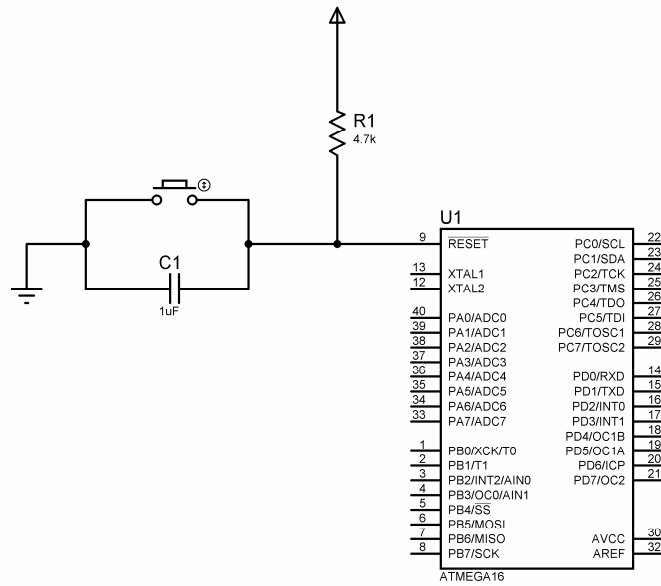 R1
4.7k
C1
1uF
U1
9 RESET
13 XTAL1
12 XTAL2
40 PA0/ADC0
39 PA1/ADC1
38 PA2/ADC2
37 PA3/ADC3
36 PA4/ADC4
35 PA5/ADC5
34 PA6/ADC6
33 PA7/ADC7
1 PB0/XCK/T0
2 PB1/T1
3 PB2/INT2/AIN0
4 PB3/OC0/AIN1
5 PB4/SS
6 PB5/MOSI
7 PB6/MISO
8 PB7/SCK
PC0/SCL 22
PC1/SDA 23
PC2/TCK 24
PC3/TMS 25
PC4/TDO 26
PC5/TDI 27
PC6/TOSC1 28
PC7/TOSC2 29
PD0/RXD 14
PD1/TXD 15
PD2/INT0 16
PD3/INT1 17
PD4/OC1B 18
PD5/OC1A 19
PD6/ICP 20
PD7/OC2 21
AVCC 30
AREF 32
ATMEGA16